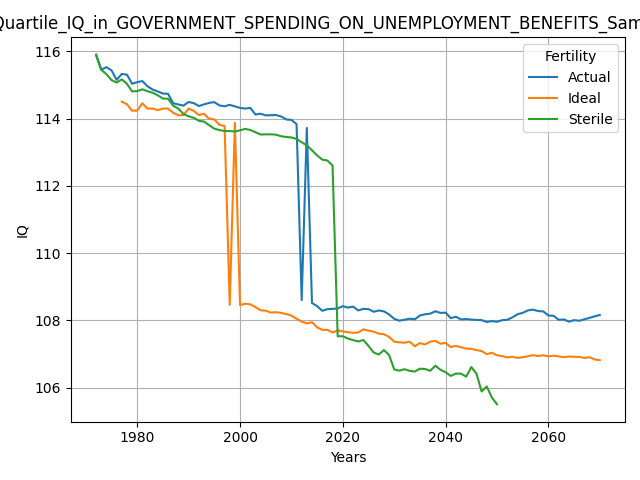 Quartile_IQ_in_GOVERNMENT_SPENDING_ON_UNEMPLOYMENT_BENEFITS_Sam
116
114
112
110
108
106
IQ
Fertility
Actual
Ideal
Sterile
1980
2000
2020
2040
2060
Years